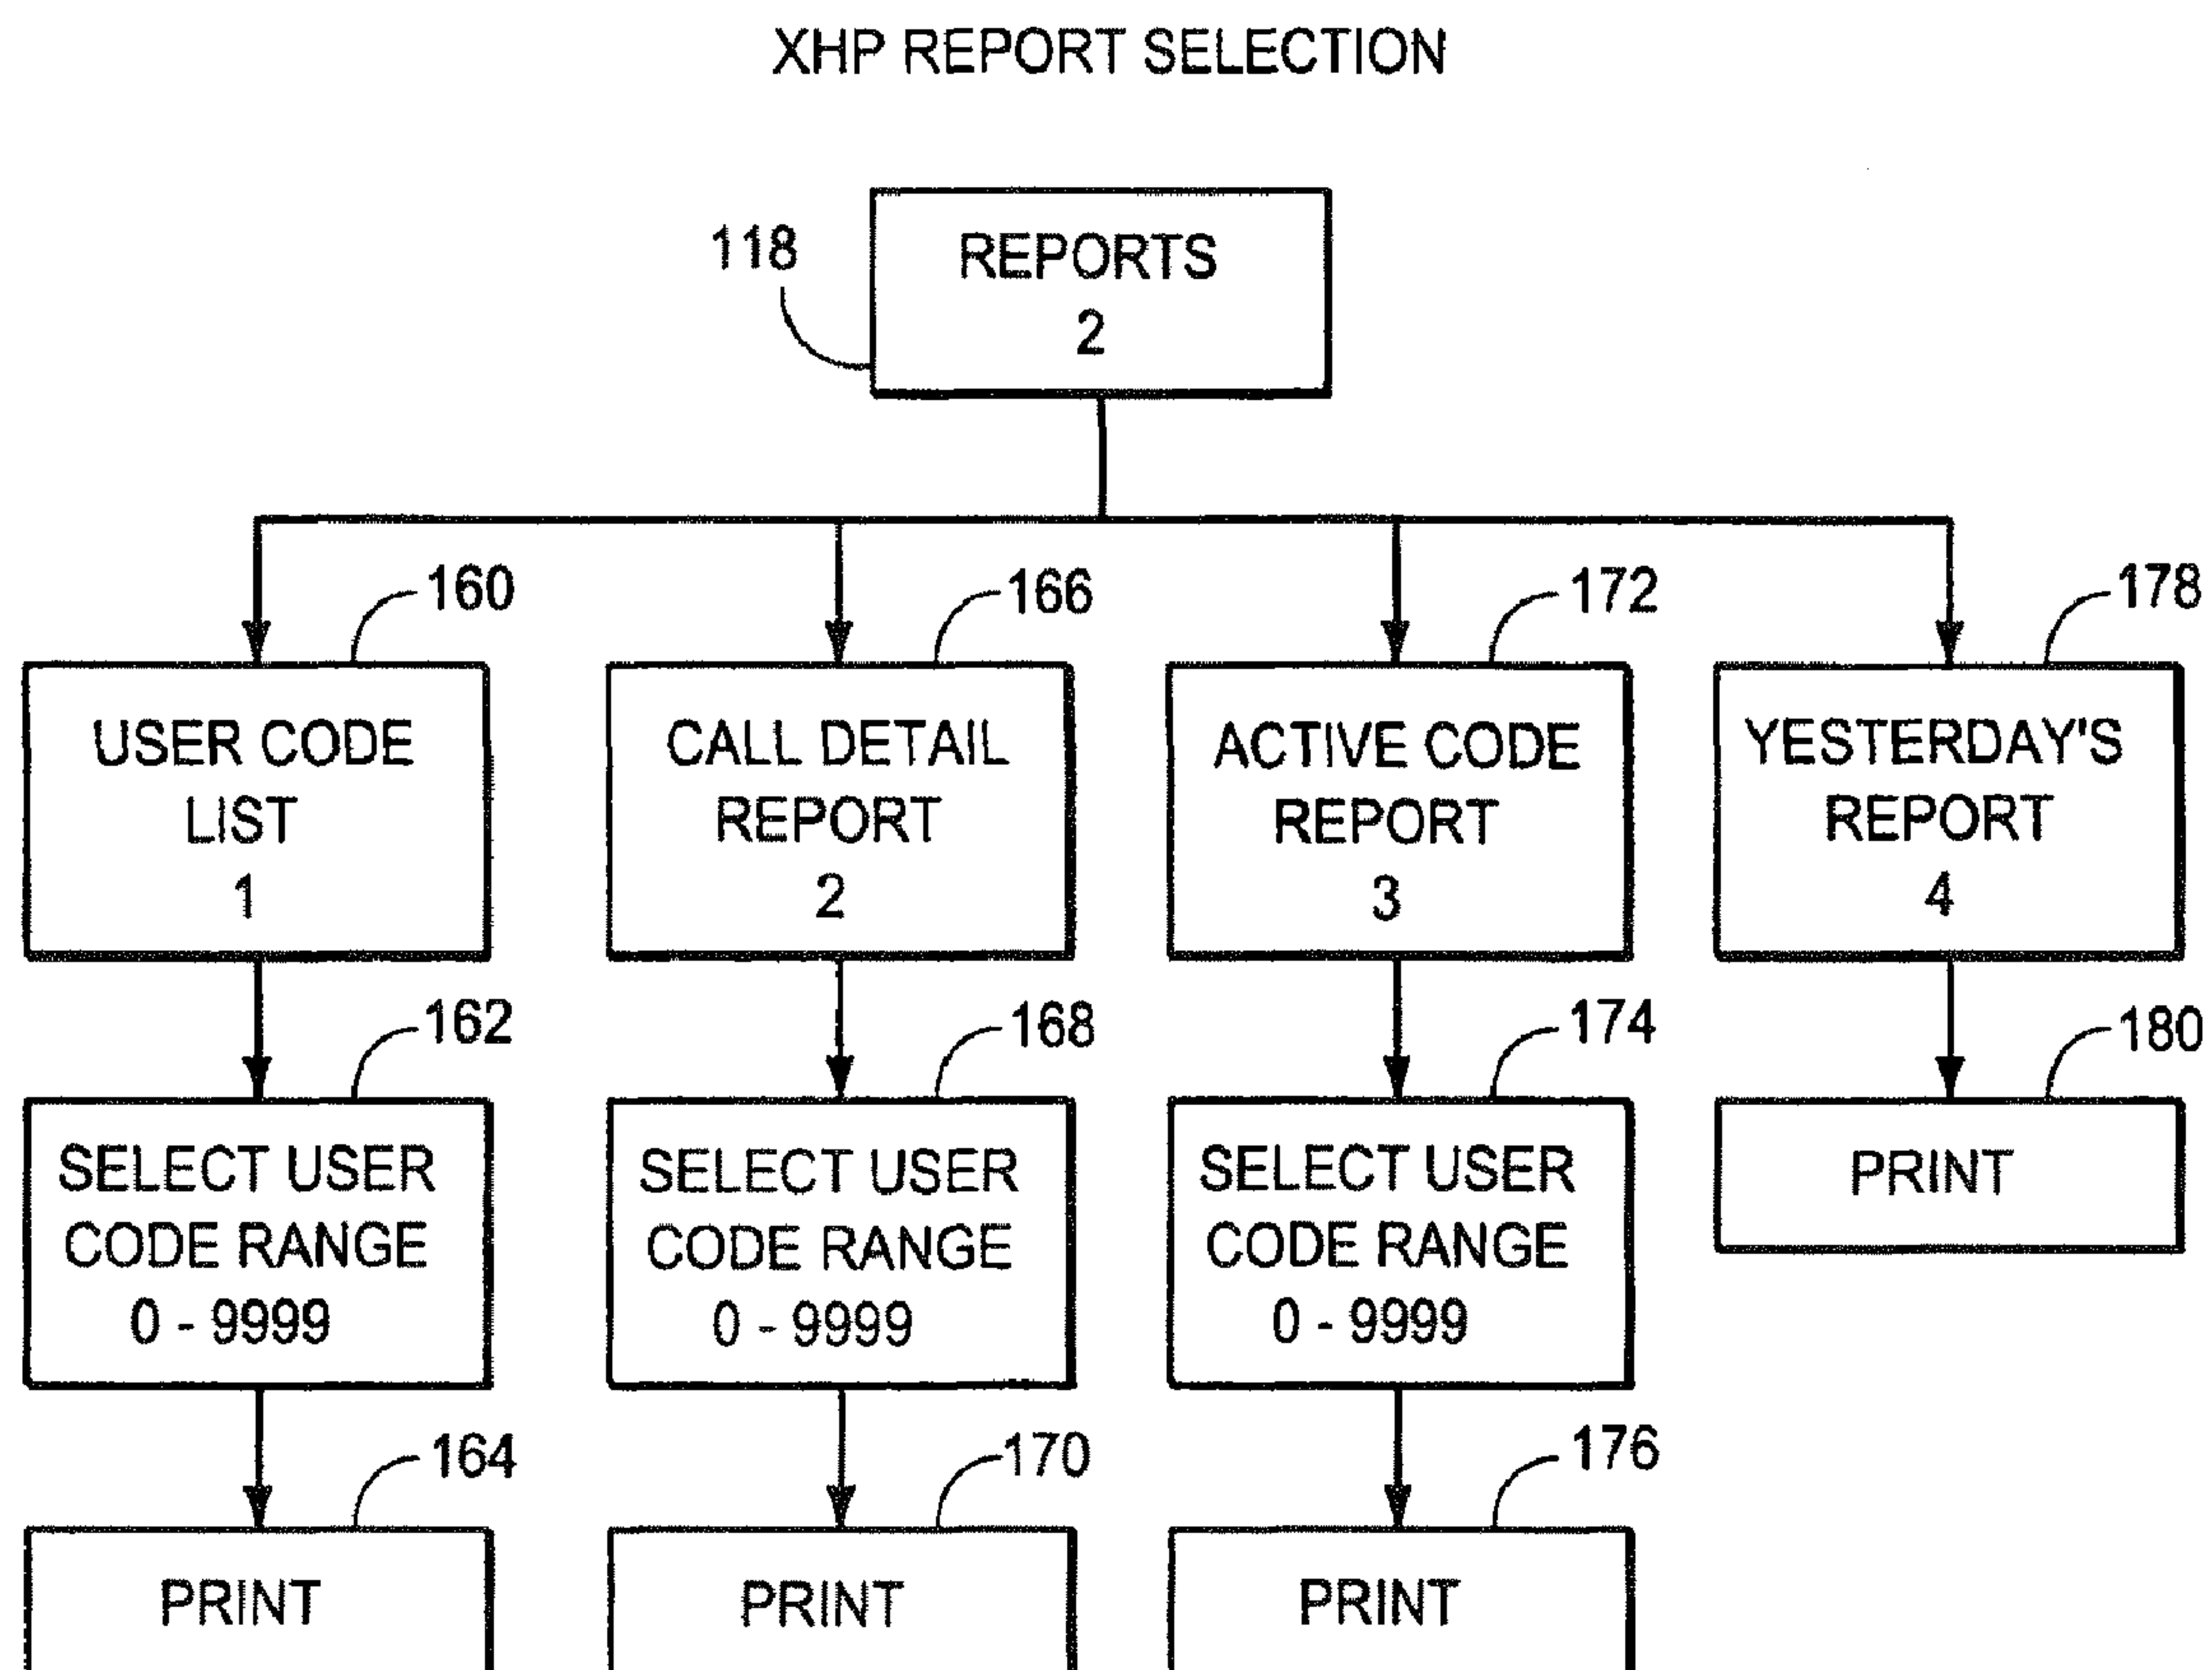 XHP REPORT SELECTION
118
REPORTS
2
160
166
172
178
USER CODE
LIST
1
CALL DETAIL
REPORT
2
ACTIVE CODE
REPORT
3
YESTERDAY'S
REPORT
4
162
168
174
180
SELECT USER
CODE RANGE
0 - 9999
SELECT USER
CODE RANGE
0 - 9999
SELECT USER
CODE RANGE
0 - 9999
PRINT
164
170
176
PRINT
PRINT
PRINT